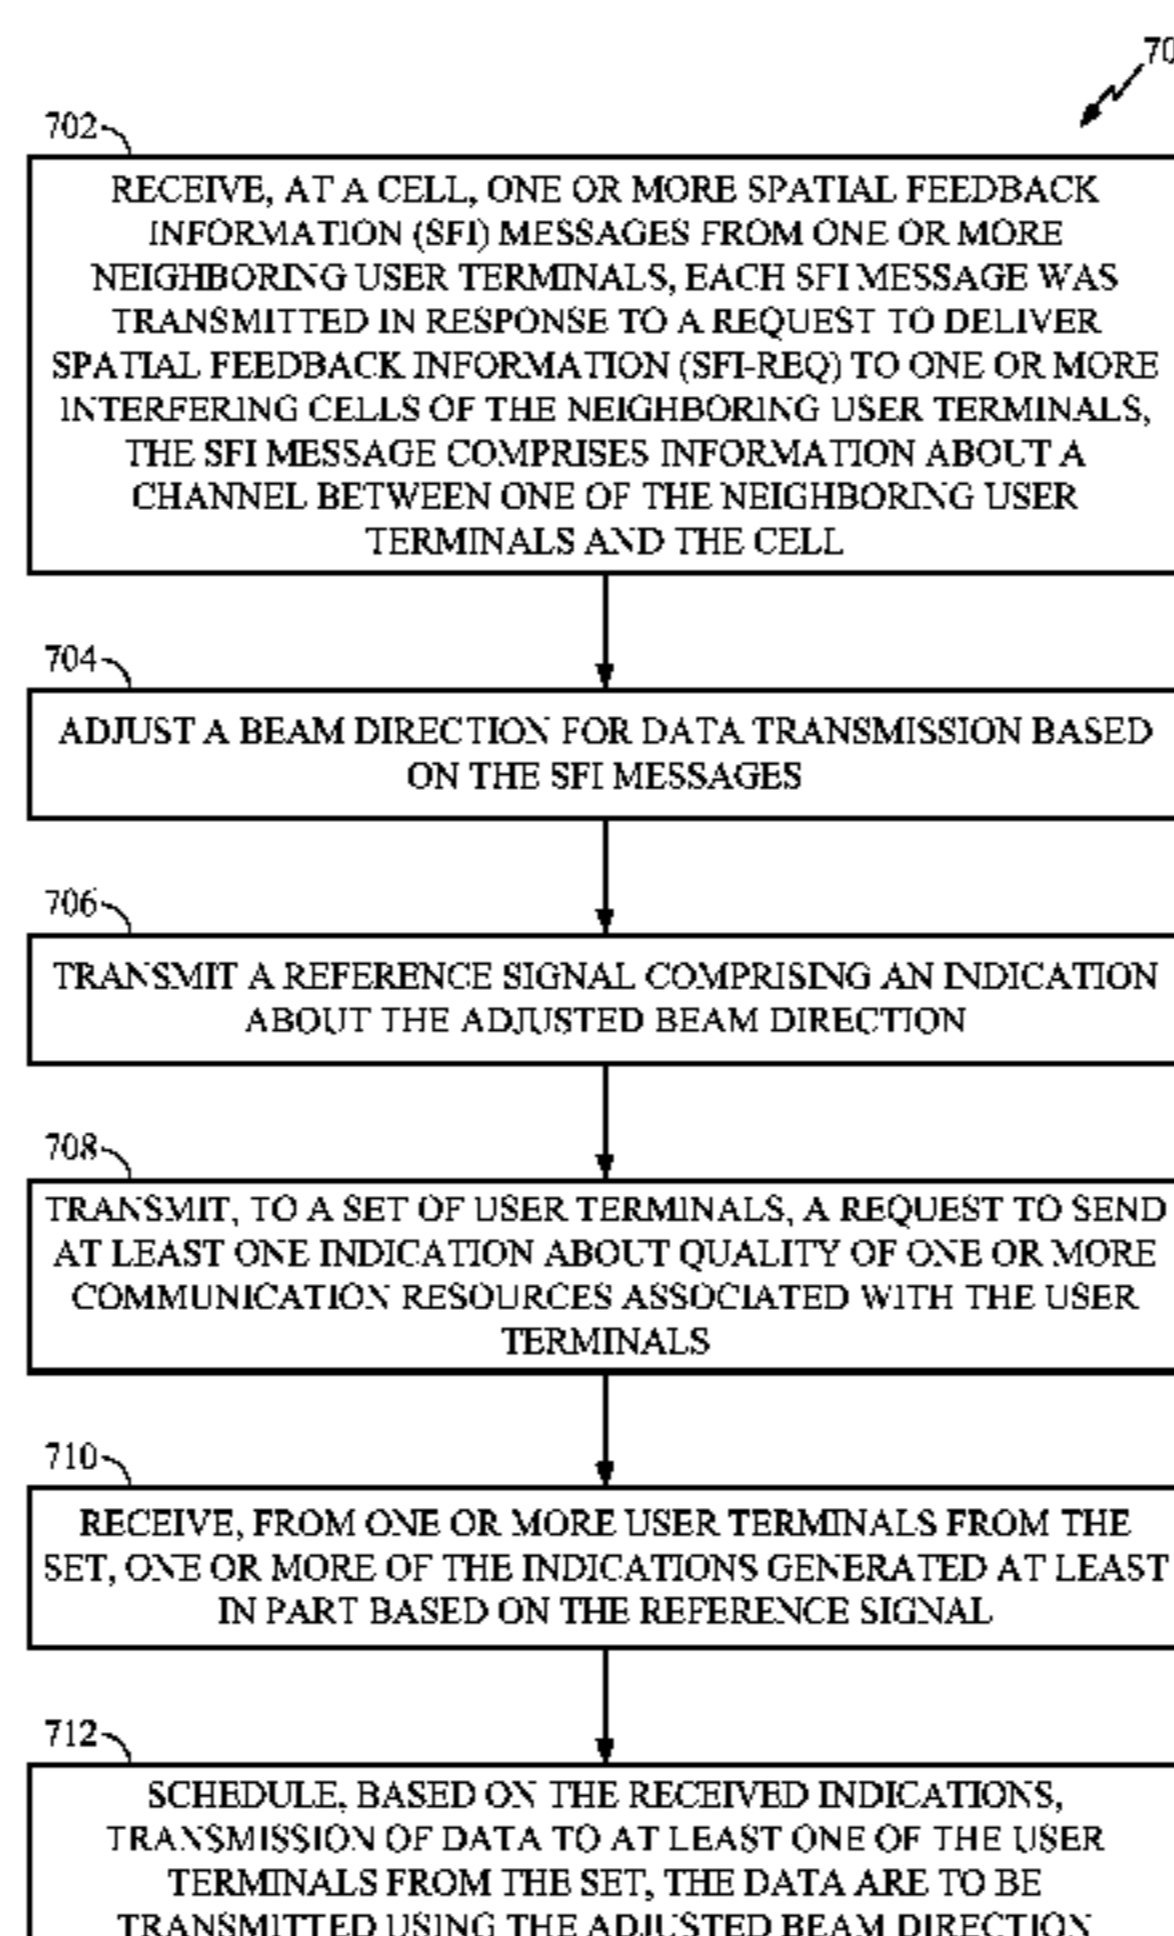 70
702
RECEIVE, AT A CELL, ONE OR MORE SPATIAL FEEDBACK
INFORMATION (SFI) MESSAGES FROM ONE OR MORE
NEIGHBORING USER TERMINALS, EACH SFI MESSAGE WAS
TRANSMITTED IN RESPONSE TO A REQUEST TO DELIVER
SPATIAL FEEDBACK INFORMATION (SFI-REQ) TO ONE OR MORE
INTERFERING CELLS OF THE NEIGHBORING USER TERMINALS,
THE SFI MESSAGE COMPRISES INFORMATION ABOUT A
CHANNEL BETWEEN ONE OF THE NEIGHBORING USER
TERMINALS AND THE CELL
704
ADJUST A BEAM DIRECTION FOR DATA TRANSMISSION BASED
ON THE SFI MESSAGES
706
TRANSMIT A REFERENCE SIGNAL COMPRISING AN INDICATION
ABOUT THE ADJUSTED BEAM DIRECTION
708
TRANSMIT, TO A SET OF USER TERMINALS, A REQUEST TO SEND
AT LEAST ONE INDICATION ABOUT QUALITY OF ONE OR MORE
COMMUNICATION RESOURCES ASSOCIATED WITH THE USER
TERMINALS
710
RECEIVE, FROM ONE OR MORE USER TERMINALS FROM THE
SET, ONE OR MORE OF THE INDICATIONS GENERATED AT LEAST
IN PART BASED ON THE REFERENCE SIGNAL
712
SCHEDULE, BASED ON THE RECEIVED INDICATIONS,
TRANSMISSION OF DATA TO AT LEAST ONE OF THE USER
TERMINALS FROM THE SET, THE DATA ARE TO BE
TRANSMITTED USING THE ADJUSTED BEAM DIRECTION